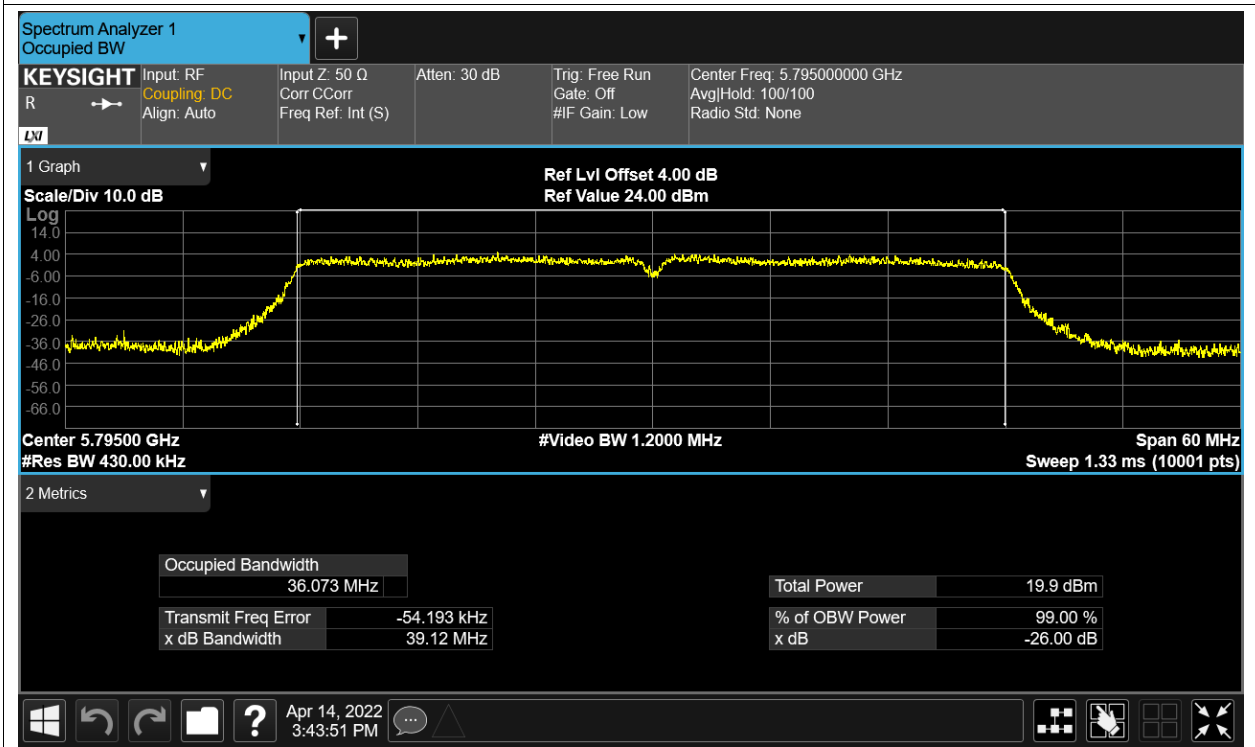 Spectrum Analyzer 1
Occupied BW
KEYSIGHT
R
LXI
Input: RF
Coupling: DC
Align: Auto
Input Z: 50 Ω
Corr CCorr
Freq Ref: Int (S)
Atten: 30 dB
Trig: Free Run
Gate: Off
#IF Gain: Low
Center Freq: 5.795000000 GHz
Avg|Hold: 100/100
Radio Std: None
1 Graph
Scale/Div 10.0 dB
Ref Lvl Offset 4.00 dB
Ref Value 24.00 dBm
Log
14.0
4.00
-6.00
-16.0
-26.0
-36.0
-46.0
-56.0
-66.0
Center 5.79500 GHz
#Video BW 1.2000 MHz
Span 60 MHz
#Res BW 430.00 kHz
Sweep 1.33 ms (10001 pts)
2 Metrics
Occupied Bandwidth
36.073 MHz
Transmit Freq Error -54.193 kHz
x dB Bandwidth 39.12 MHz
Total Power 19.9 dBm
% of OBW Power 99.00 %
x dB -26.00 dB
?
Apr 14, 2022
3:43:51 PM